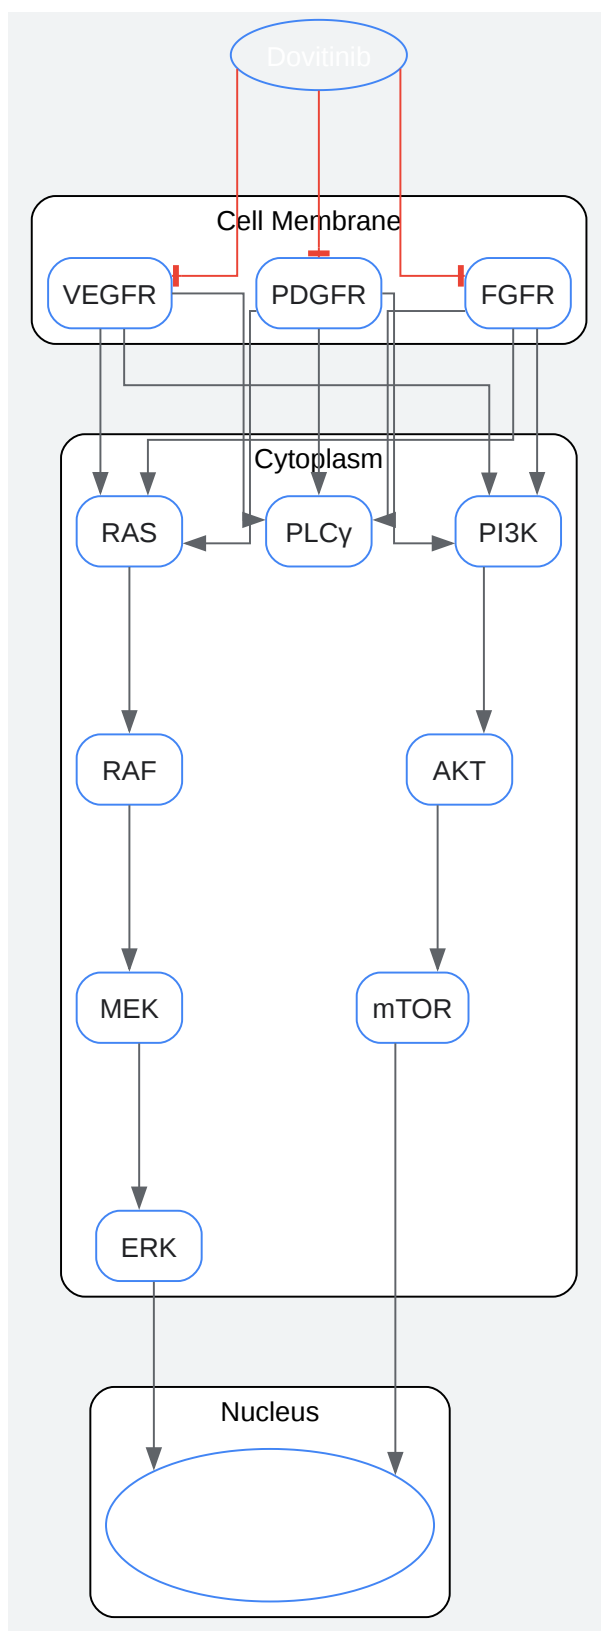 Dovitinib
Cell Membrane
VEGFR
PDGFR
FGFR
Cytoplasm
RAS
PLCγ
PI3K
RAF
AKT
MEK
mTOR
ERK
Nucleus